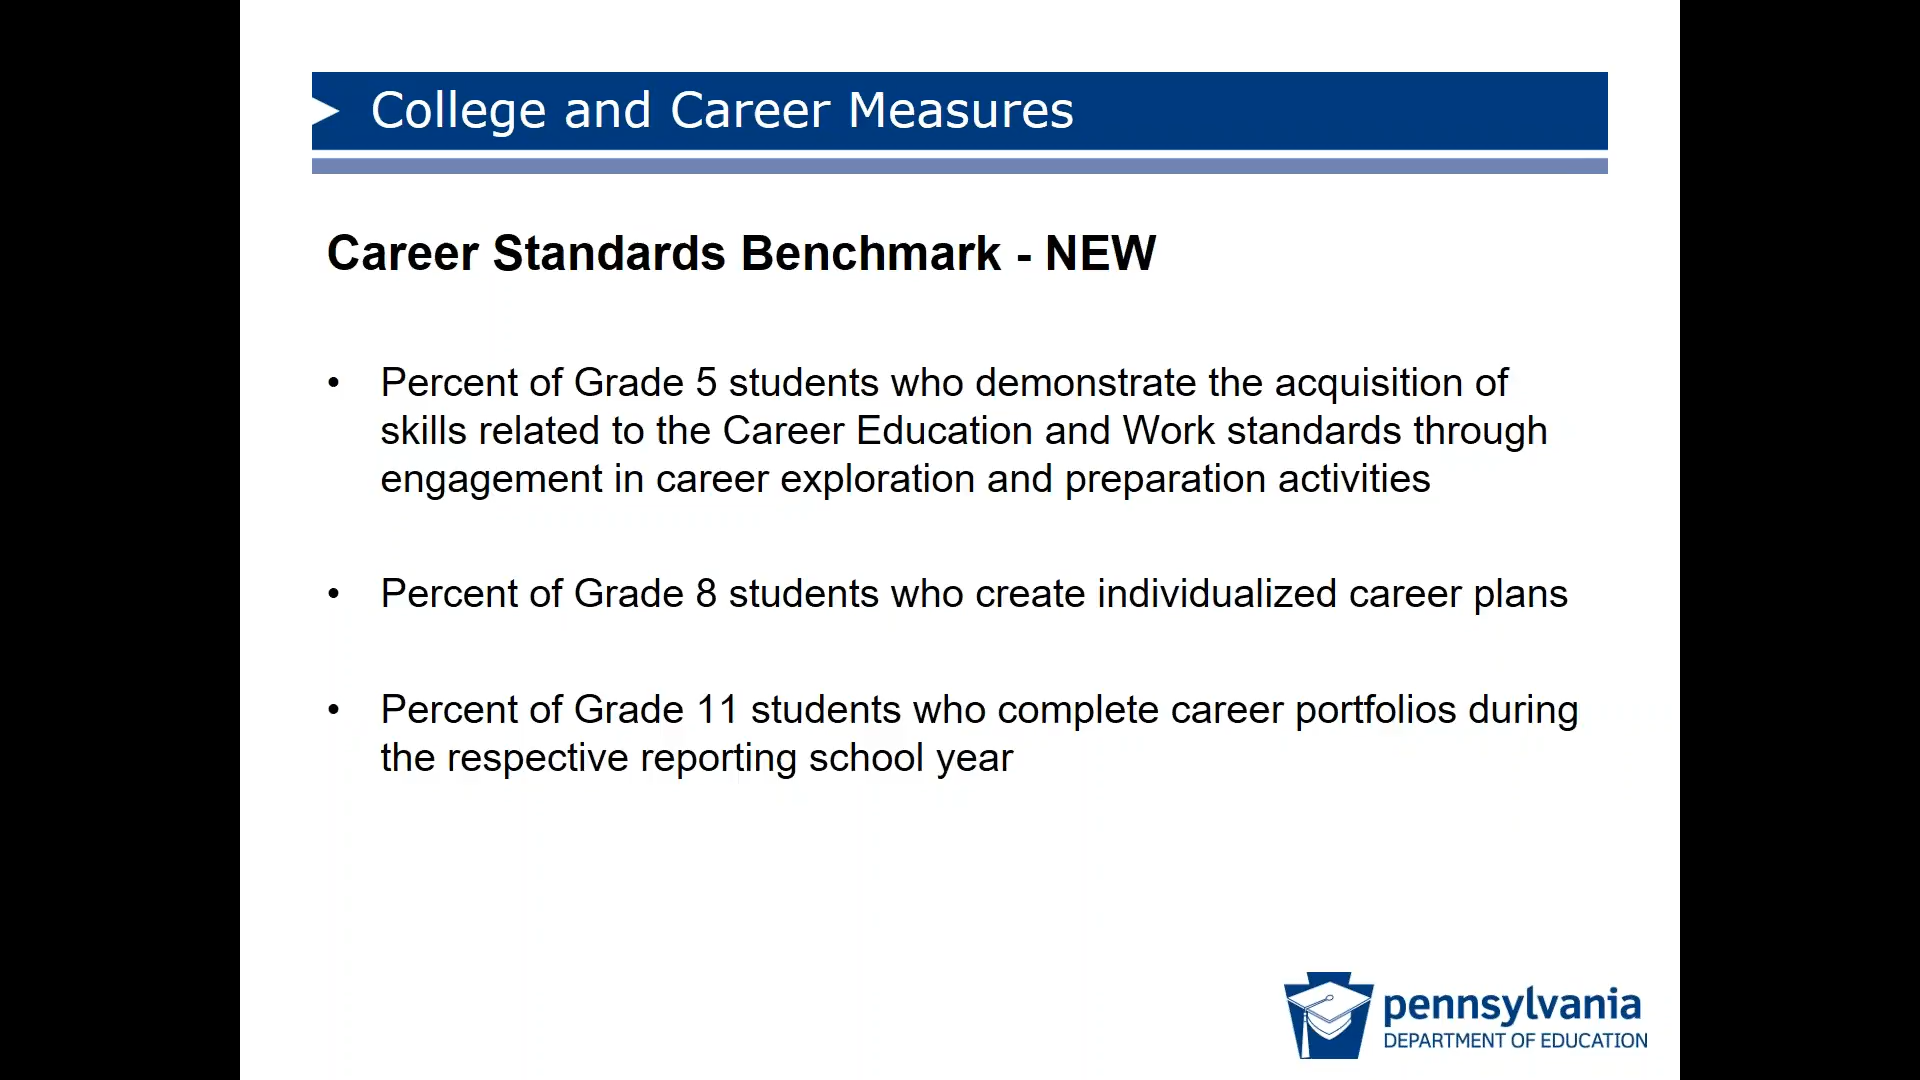 College and Career Measures
Career Standards Benchmark - NEW
• Percent of Grade 5 students who demonstrate the acquisition of
skills related to the Career Education and Work standards through
engagement in career exploration and preparation activities
• Percent of Grade 8 students who create individualized career plans
• Percent of Grade 11 students who complete career portfolios during
the respective reporting school year
pennsylvania
DEPARTMENT OF EDUCATION